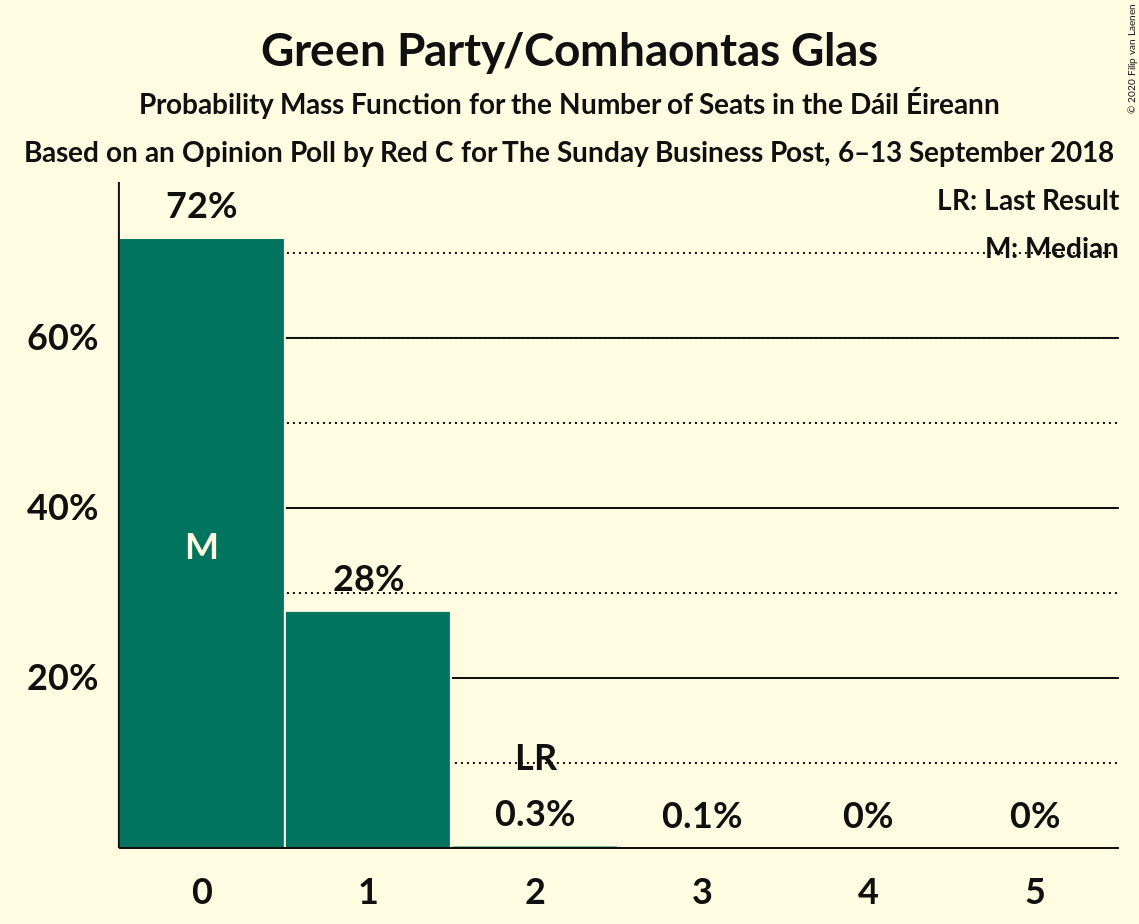 Green Party/Comhaontas Glas
Probability Mass Function for the Number of Seats in the Dáil Éireann
Based on an Opinion Poll by Red C for The Sunday Business Post, 6–13 September 2018
© 2020 Filip van Laenen
LR: Last Result
M: Median
72%
60%
40%
M
28%
20%
LR
0.3%
0.1%
0%
0%
0 1 2 3 4 5